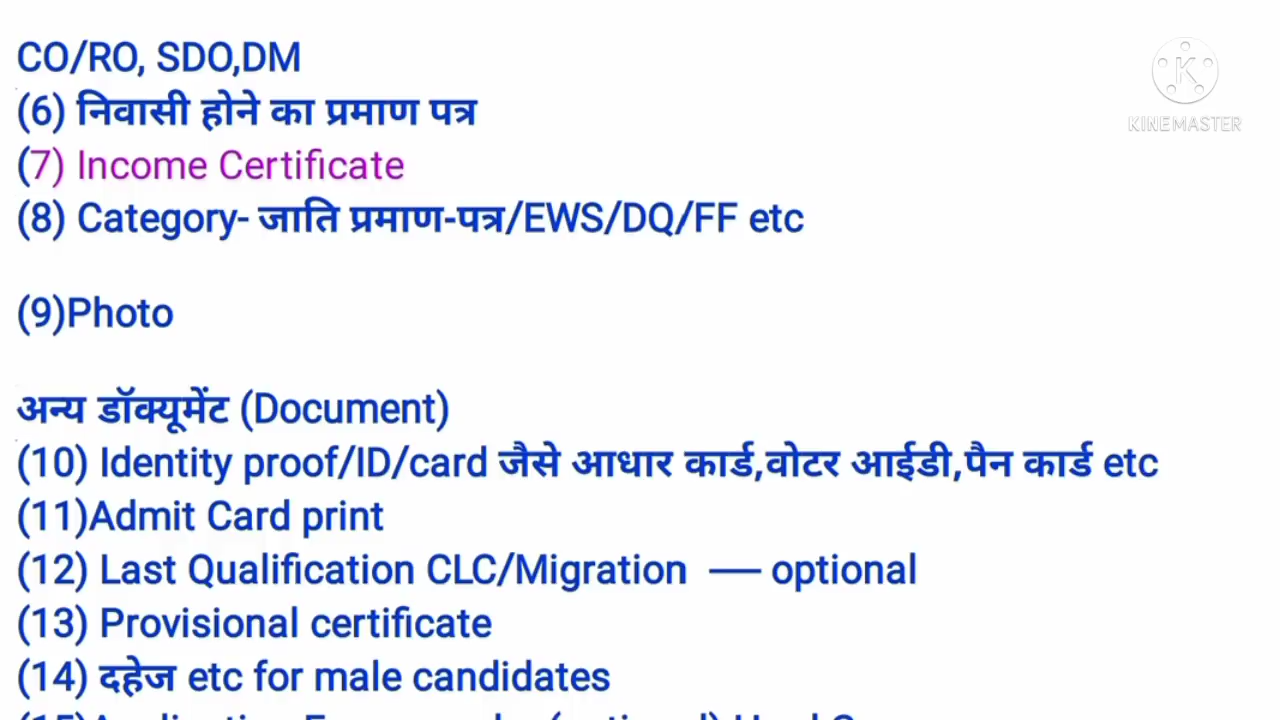 CO/RO, SDO,DM
(6) निवासी होने का प्रमाण पत्र
(7) Income Certificate
(8) Category- जाति प्रमाण-पत्र/EWS/DQ/FF etc
(9)Photo
अन्य डॉक्यूमेंट (Document)
(10) Identity proof/ID/card जैसे आधार कार्ड,वोटर आईडी,पैन कार्ड etc
(11)Admit Card print
(12) Last Qualification CLC/Migration — optional
(13) Provisional certificate
(14) दहेज etc for male candidates
K
KINEMASTER